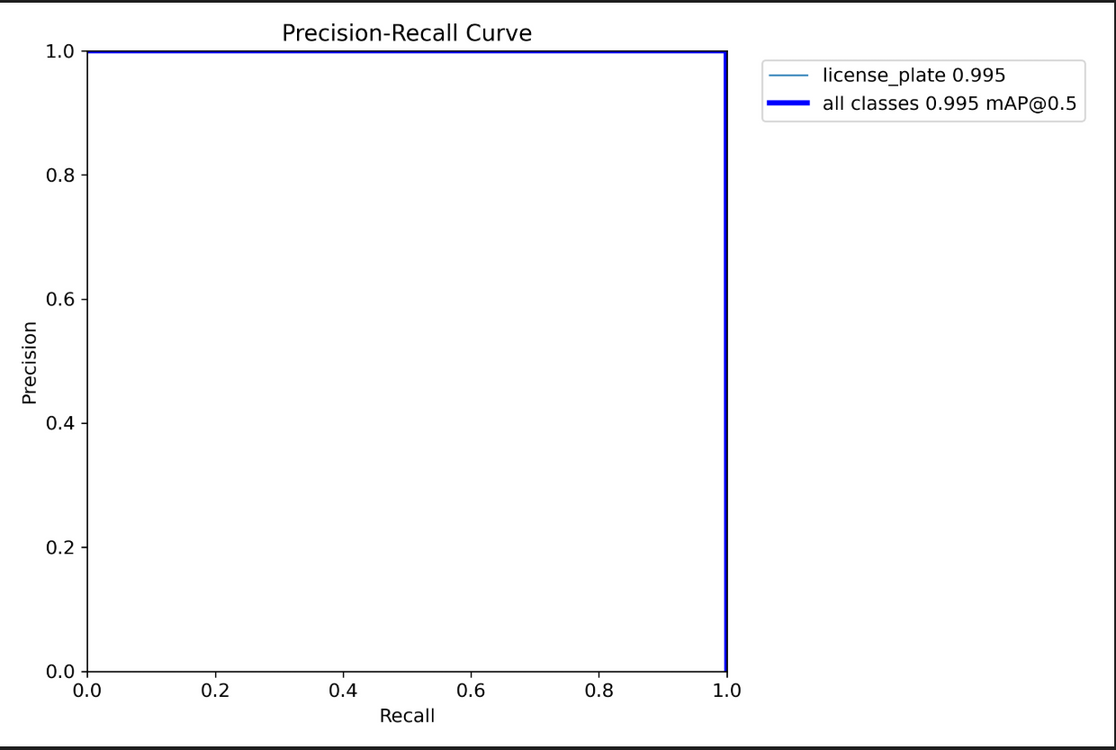 Precision-Recall Curve
license_plate 0.995
all classes 0.995 mAP@0.5
1.0
0.8
0.6
0.4
0.2
0.0
Precision
0.0 0.2 0.4 0.6 0.8 1.0
Recall